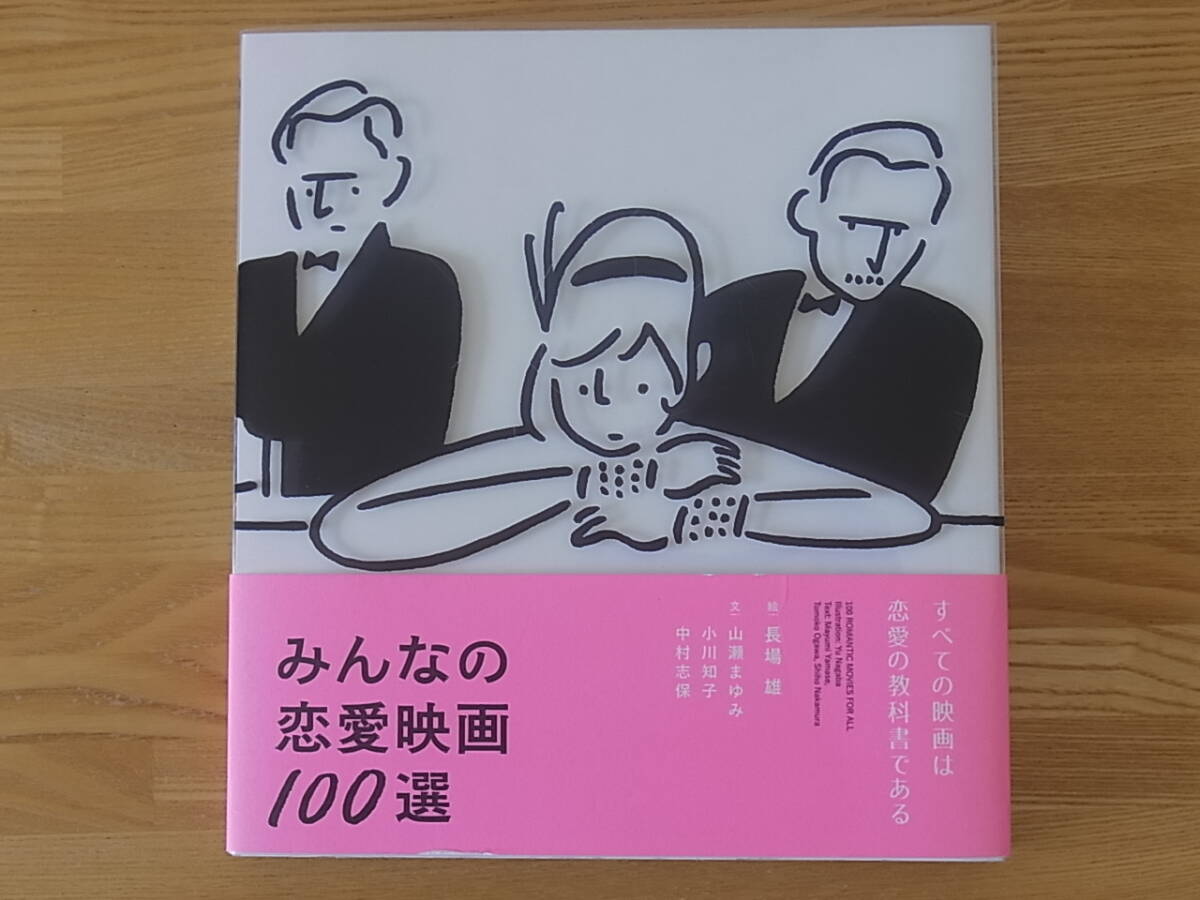 すべての映画は
恋愛の教科書である
100 ROMANTIC MOVIES FOR ALL
Illustration: Yu Nagaba
Text: Mayumi Yamase,
Tomoko Ogawa, Shiho Nakamura
絵｜長場 雄
文｜山瀬まゆみ
小川知子
中村志保
みんなの
恋愛映画
100選